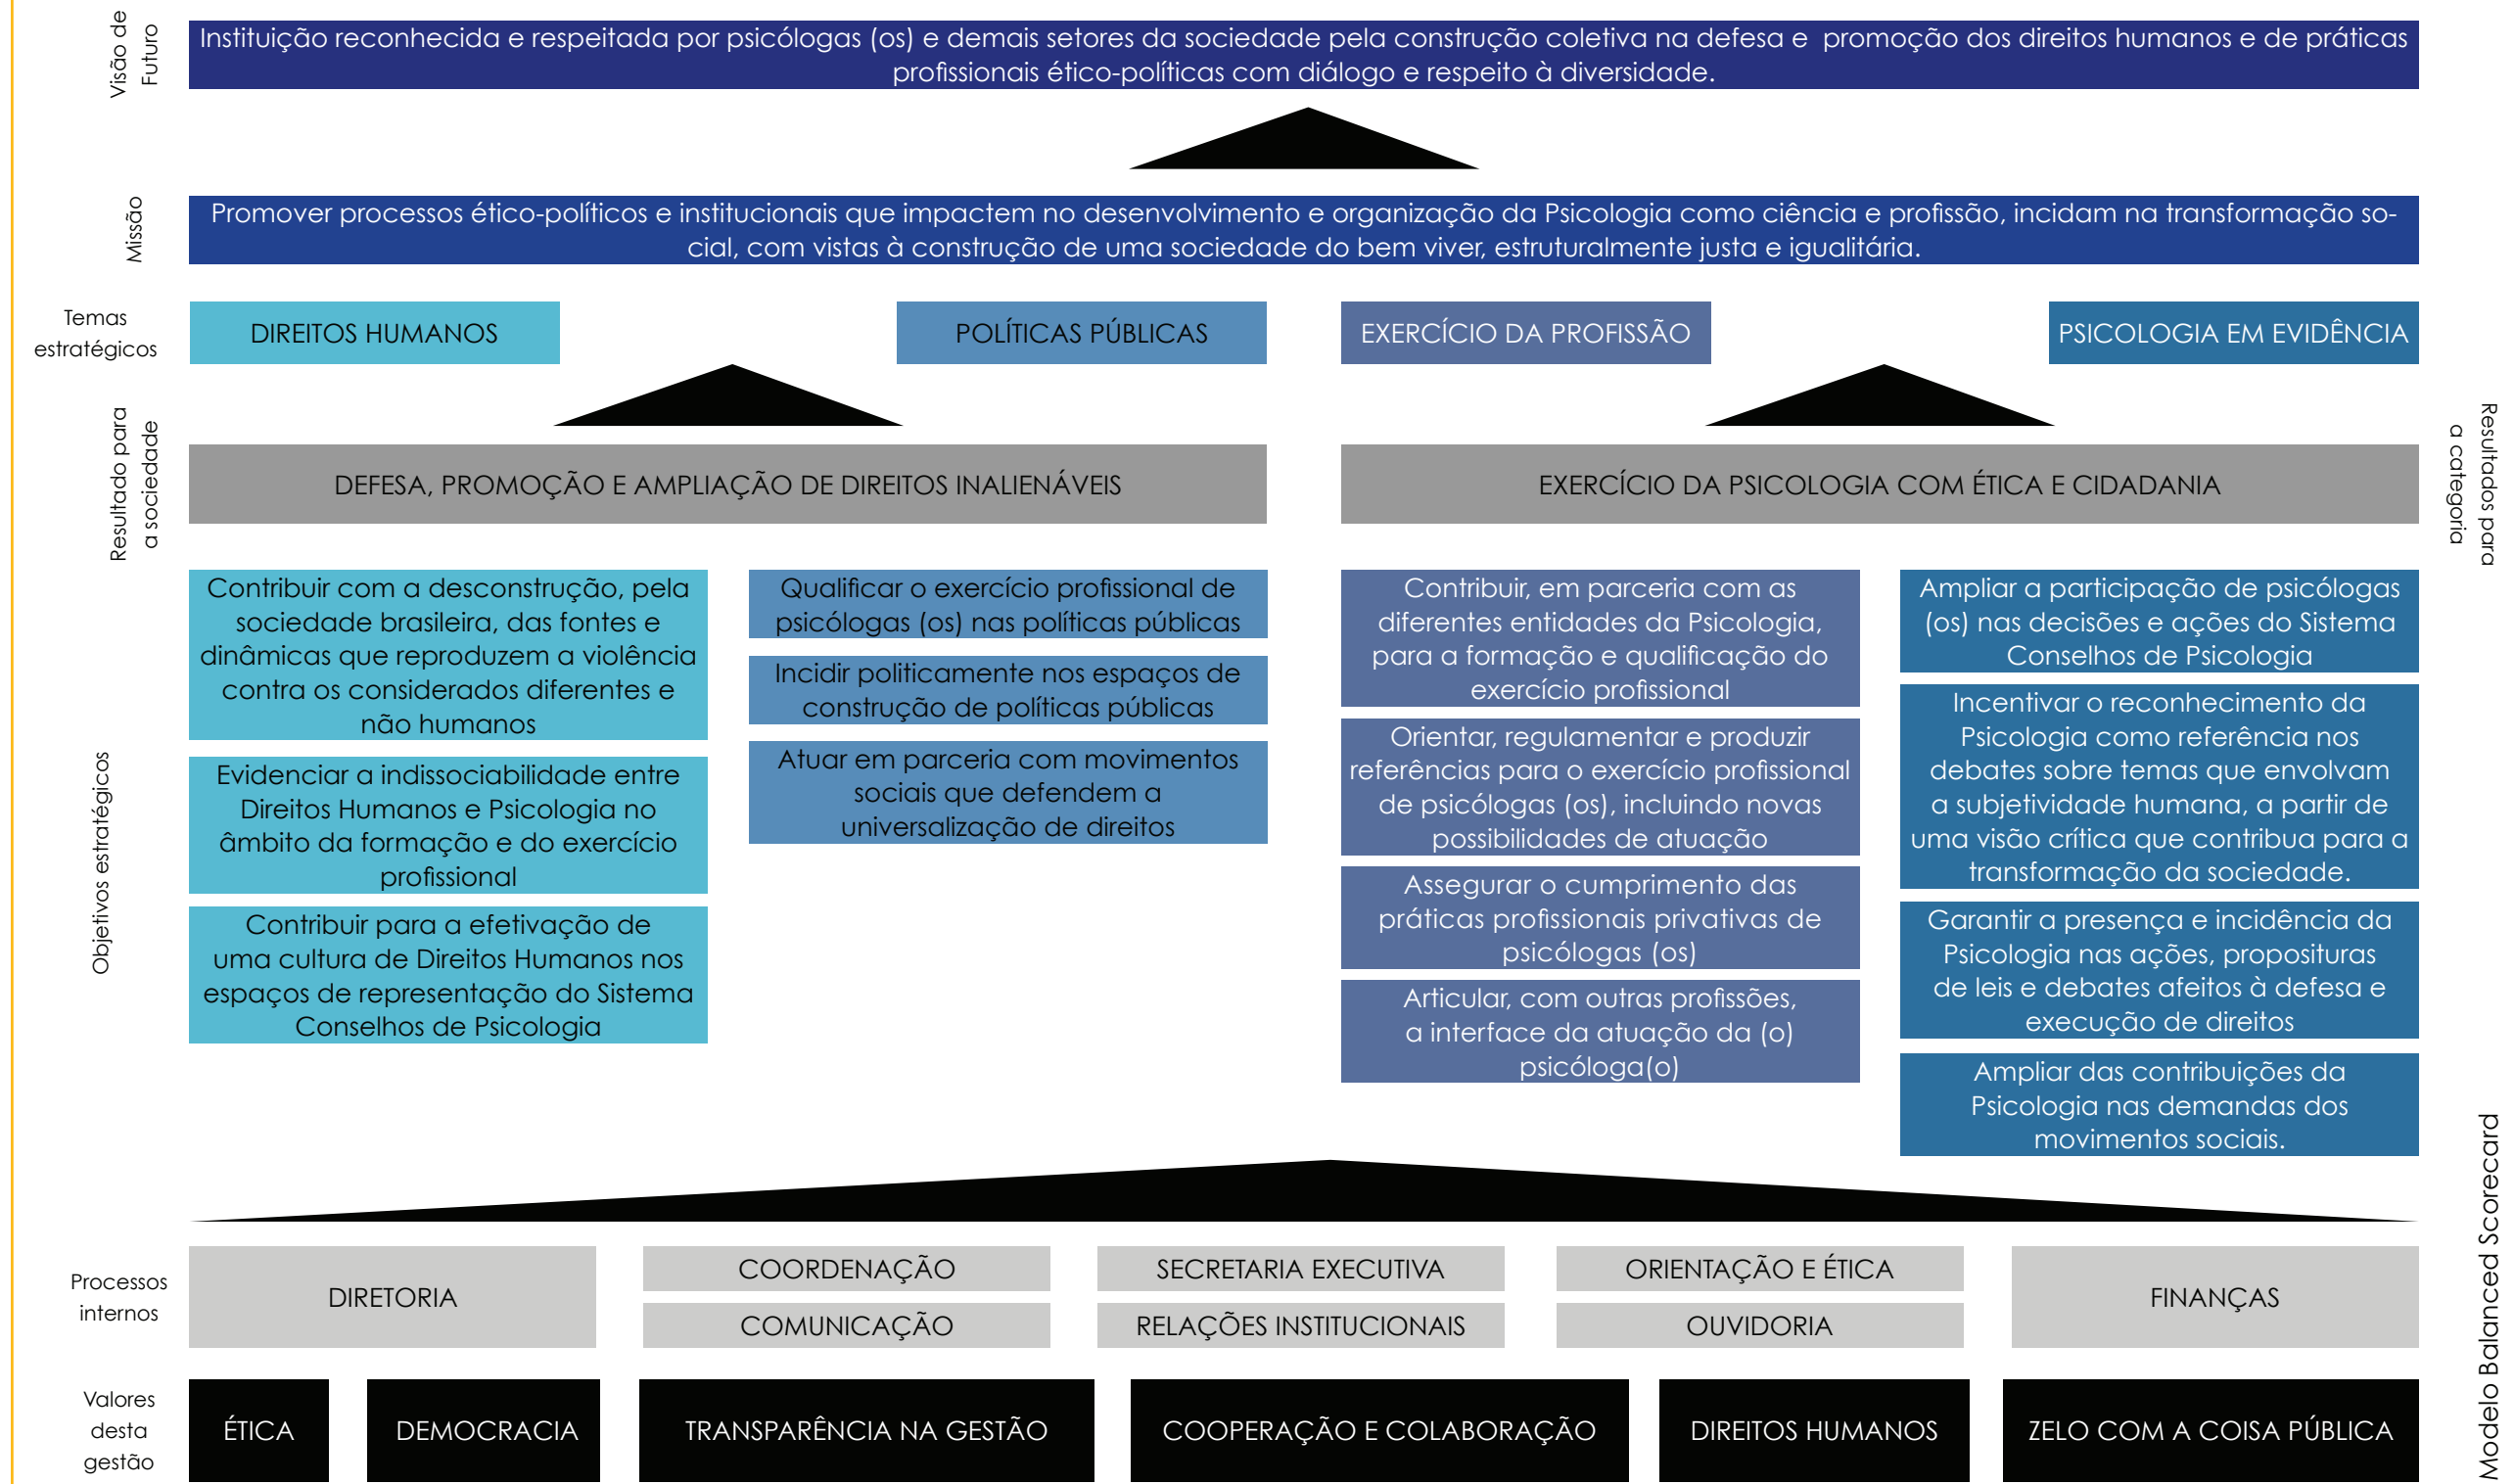 Visão de
Futuro
Instituição reconhecida e respeitada por psicólogas (os) e demais setores da sociedade pela construção coletiva na defesa e  promoção dos direitos humanos e de práticas
profissionais ético-políticas com diálogo e respeito à diversidade.
Missão
Promover processos ético-políticos e institucionais que impactem no desenvolvimento e organização da Psicologia como ciência e profissão, incidam na transformação so-
cial, com vistas à construção de uma sociedade do bem viver, estruturalmente justa e igualitária.
Temas
estratégicos
DIREITOS HUMANOS
POLÍTICAS PÚBLICAS
EXERCÍCIO DA PROFISSÃO
PSICOLOGIA EM EVIDÊNCIA
Resultado para
a sociedade
DEFESA, PROMOÇÃO E AMPLIAÇÃO DE DIREITOS INALIENÁVEIS
EXERCÍCIO DA PSICOLOGIA COM ÉTICA E CIDADANIA
Resultados para
a categoria
Objetivos estratégicos
Contribuir com a desconstrução, pela
sociedade brasileira, das fontes e
dinâmicas que reproduzem a violência
contra os considerados diferentes e
não humanos
Evidenciar a indissociabilidade entre
Direitos Humanos e Psicologia no
âmbito da formação e do exercício
profissional
Contribuir para a efetivação de
uma cultura de Direitos Humanos nos
espaços de representação do Sistema
Conselhos de Psicologia
Qualificar o exercício profissional de
psicólogas (os) nas políticas públicas
Incidir politicamente nos espaços de
construção de políticas públicas
Atuar em parceria com movimentos
sociais que defendem a
universalização de direitos
Contribuir, em parceria com as
diferentes entidades da Psicologia,
para a formação e qualificação do
exercício profissional
Orientar, regulamentar e produzir
referências para o exercício profissional
de psicólogas (os), incluindo novas
possibilidades de atuação
Assegurar o cumprimento das
práticas profissionais privativas de
psicólogas (os)
Articular, com outras profissões,
a interface da atuação da (o)
psicóloga(o)
Ampliar a participação de psicólogas
(os) nas decisões e ações do Sistema
Conselhos de Psicologia
Incentivar o reconhecimento da
Psicologia como referência nos
debates sobre temas que envolvam
a subjetividade humana, a partir de
uma visão crítica que contribua para a
transformação da sociedade.
Garantir a presença e incidência da
Psicologia nas ações, proposituras
de leis e debates afeitos à defesa e
execução de direitos
Ampliar das contribuições da
Psicologia nas demandas dos
movimentos sociais.
Processos
internos
DIRETORIA
COORDENAÇÃO
COMUNICAÇÃO
SECRETARIA EXECUTIVA
RELAÇÕES INSTITUCIONAIS
ORIENTAÇÃO E ÉTICA
OUVIDORIA
FINANÇAS
Valores
desta
gestão
ÉTICA
DEMOCRACIA
TRANSPARÊNCIA NA GESTÃO
COOPERAÇÃO E COLABORAÇÃO
DIREITOS HUMANOS
ZELO COM A COISA PÚBLICA
Modelo Balanced Scorecard